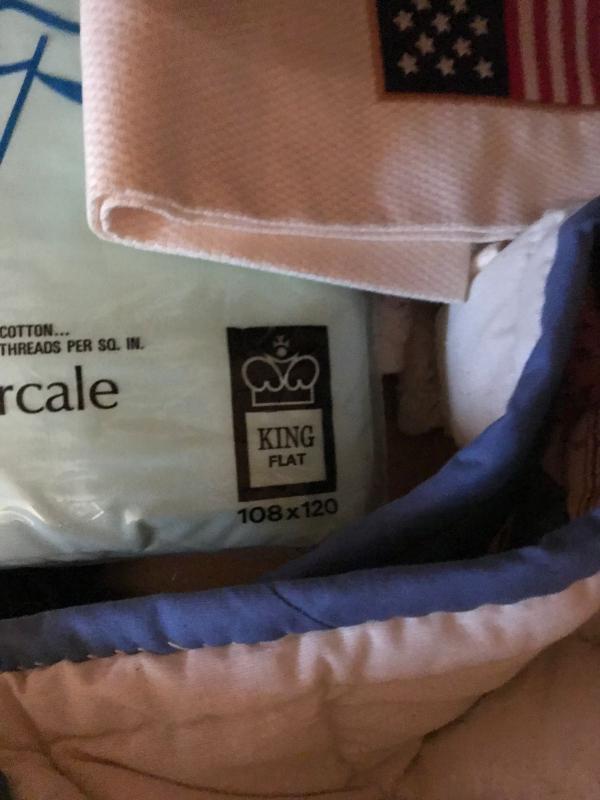 COTTON...
THREADS PER SQ. IN.
rcale
KING
FLAT
108x120